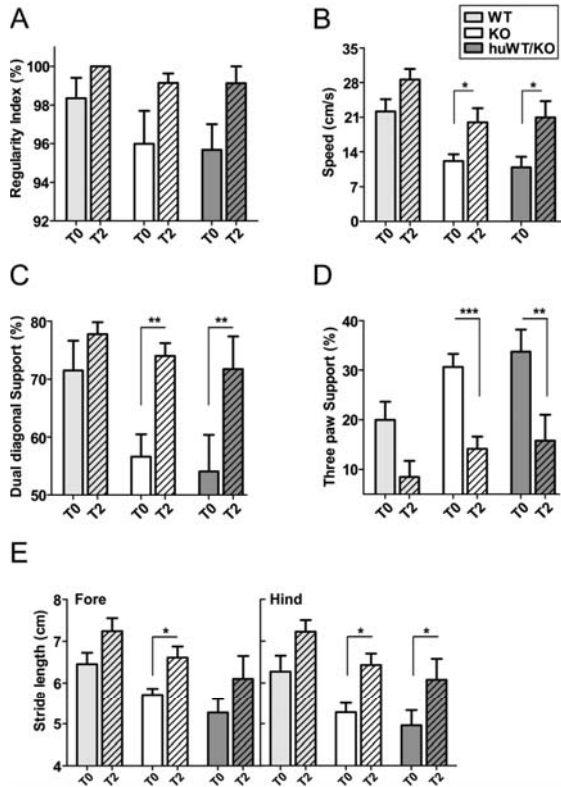 A
Regularity Index (%)
100
98
96
94
92
T0 T2 T0 T2 T0 T2
B
WT
KO
huWT/KO
Speed (cm/s)
35
28
21
14
7
0
* *
T0 T2 T0 T2 T0
C
Dual diagonal Support (%)
80
70
60
50
** **
T0 T2 T0 T2 T0 T2
D
Three paw Support (%)
40
30
20
10
*** **
T0 T2 T0 T2 T0 T2
E
Stride length (cm)
8
7
6
5
4
Fore Hind
* * *
T0 T2 T0 T2 T0 T2 T0 T2 T0 T2 T0 T2